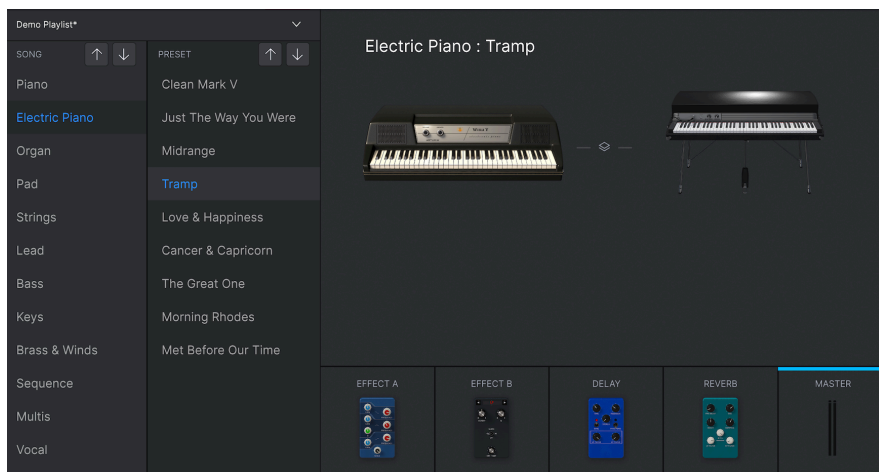 Demo Playlist*
SONG
PRESET
Piano
Electric Piano
Organ
Pad
Strings
Lead
Bass
Keys
Brass & Winds
Sequence
Multis
Vocal
Clean Mark V
Just The Way You Were
Midrange
Tramp
Love & Happiness
Cancer & Capricorn
The Great One
Morning Rhodes
Met Before Our Time
Electric Piano : Tramp
EFFECT A
EFFECT B
DELAY
REVERB
MASTER